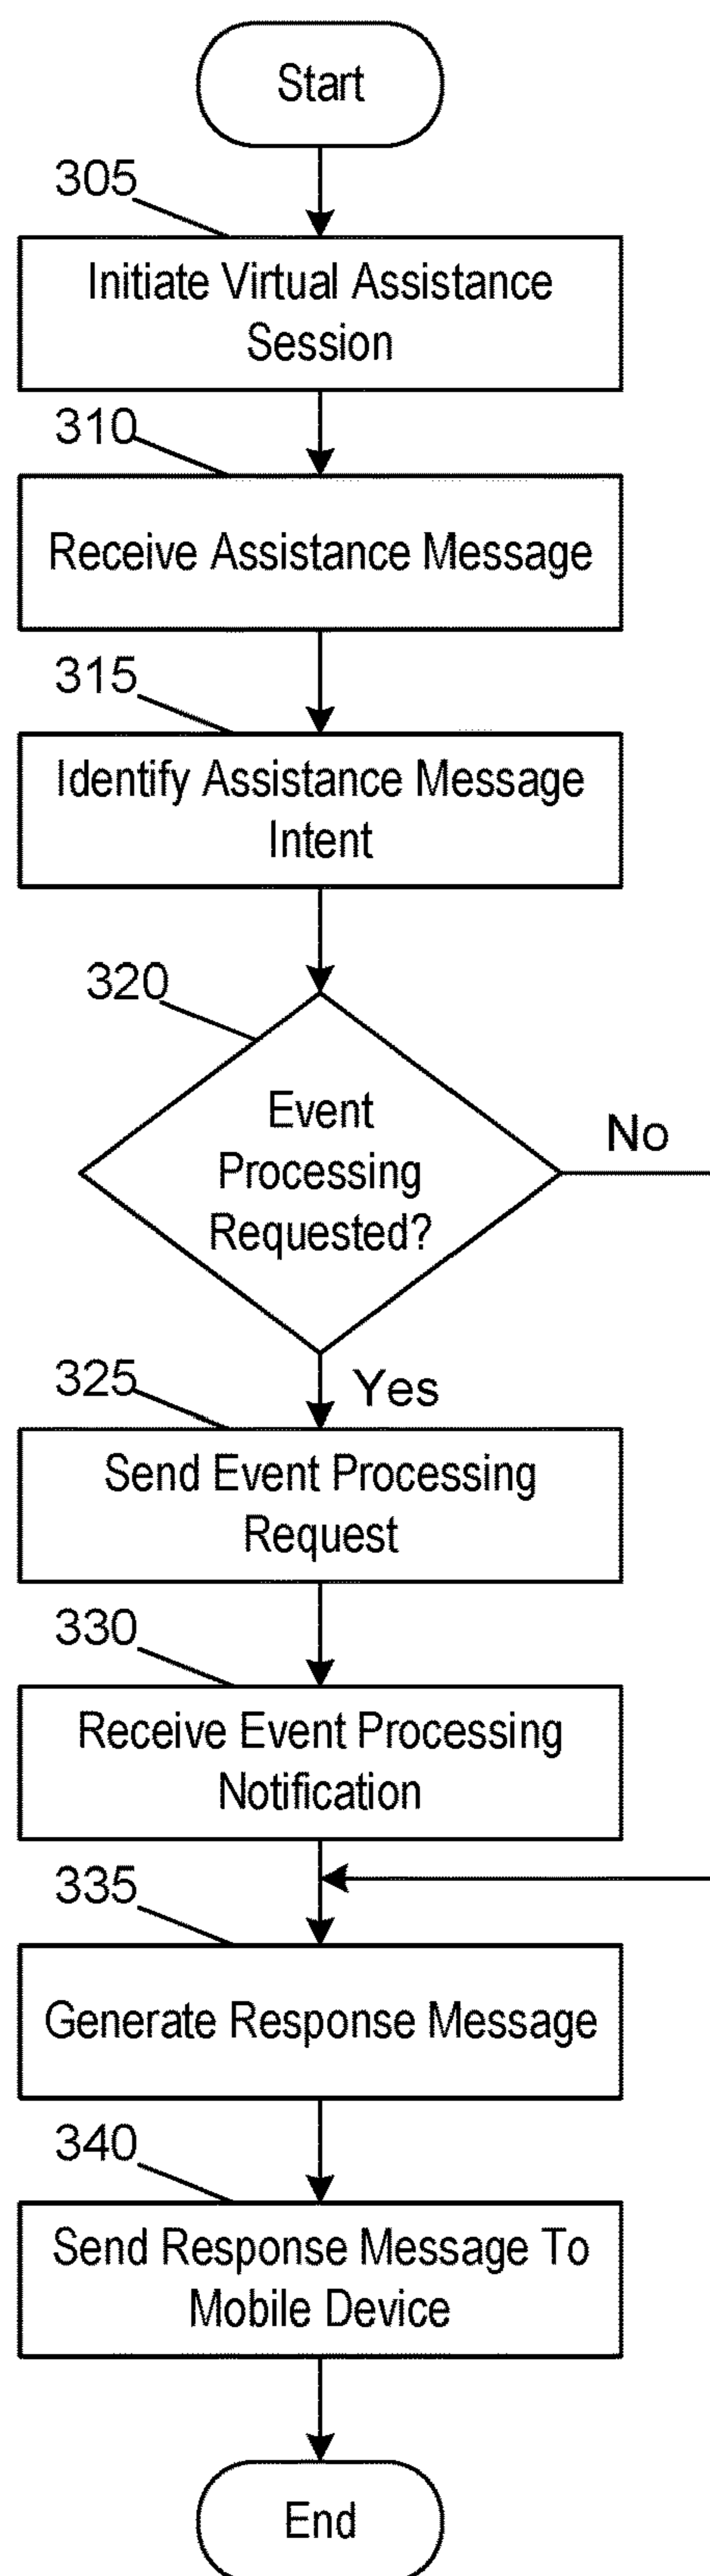 Start
305
Initiate Virtual Assistance
Session
310
Receive Assistance Message
315
Identify Assistance Message
Intent
320
Event
Processing
Requested?
No
Yes
325
Send Event Processing
Request
330
Receive Event Processing
Notification
335
Generate Response Message
340
Send Response Message To
Mobile Device
End